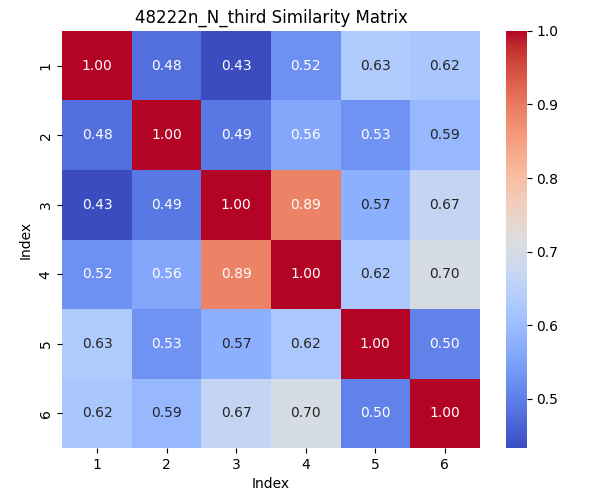 48222n_N_third Similarity Matrix
1 1.00 0.48 0.43 0.52 0.63 0.62
2 0.48 1.00 0.49 0.56 0.53 0.59
3 0.43 0.49 1.00 0.89 0.57 0.67
4 0.52 0.56 0.89 1.00 0.62 0.70
5 0.63 0.53 0.57 0.62 1.00 0.50
6 0.62 0.59 0.67 0.70 0.50 1.00
1 2 3 4 5 6
Index
Index
1.0
0.9
0.8
0.7
0.6
0.5